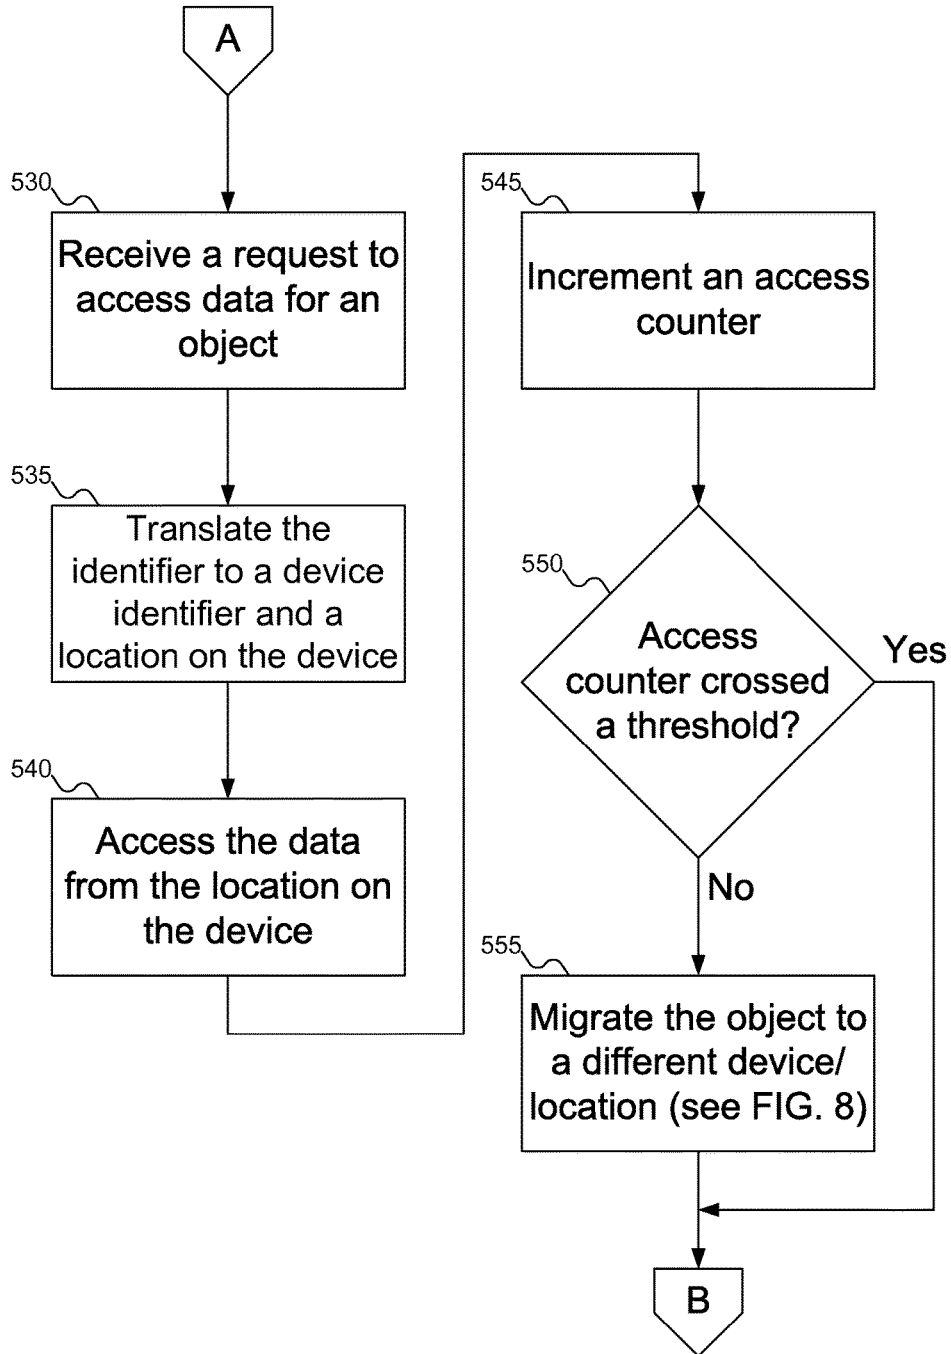 A
530
Receive a request to
access data for an
object
535
Translate the
identifier to a device
identifier and a
location on the device
540
Access the data
from the location on
the device
545
Increment an access
counter
550
Access
counter crossed
a threshold?
Yes
No
555
Migrate the object to
a different device/
location (see FIG. 8)
B